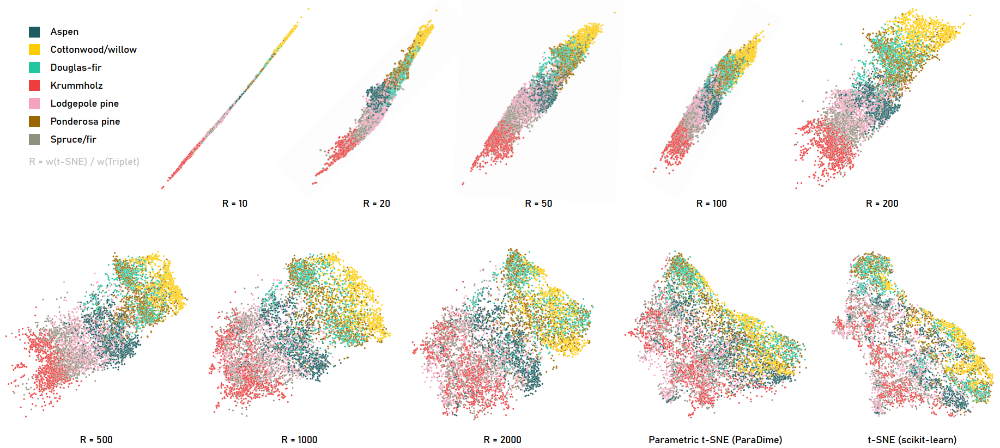 Aspen
Cottonwood/willow
Douglas-fir
Krummholz
Lodgepole pine
Ponderosa pine
Spruce/fir
R = w(t-SNE) / w(Triplet)
R = 10
R = 20
R = 50
R = 100
R = 200
R = 500
R = 1000
R = 2000
Parametric t-SNE (ParaDime)
t-SNE (scikit-learn)